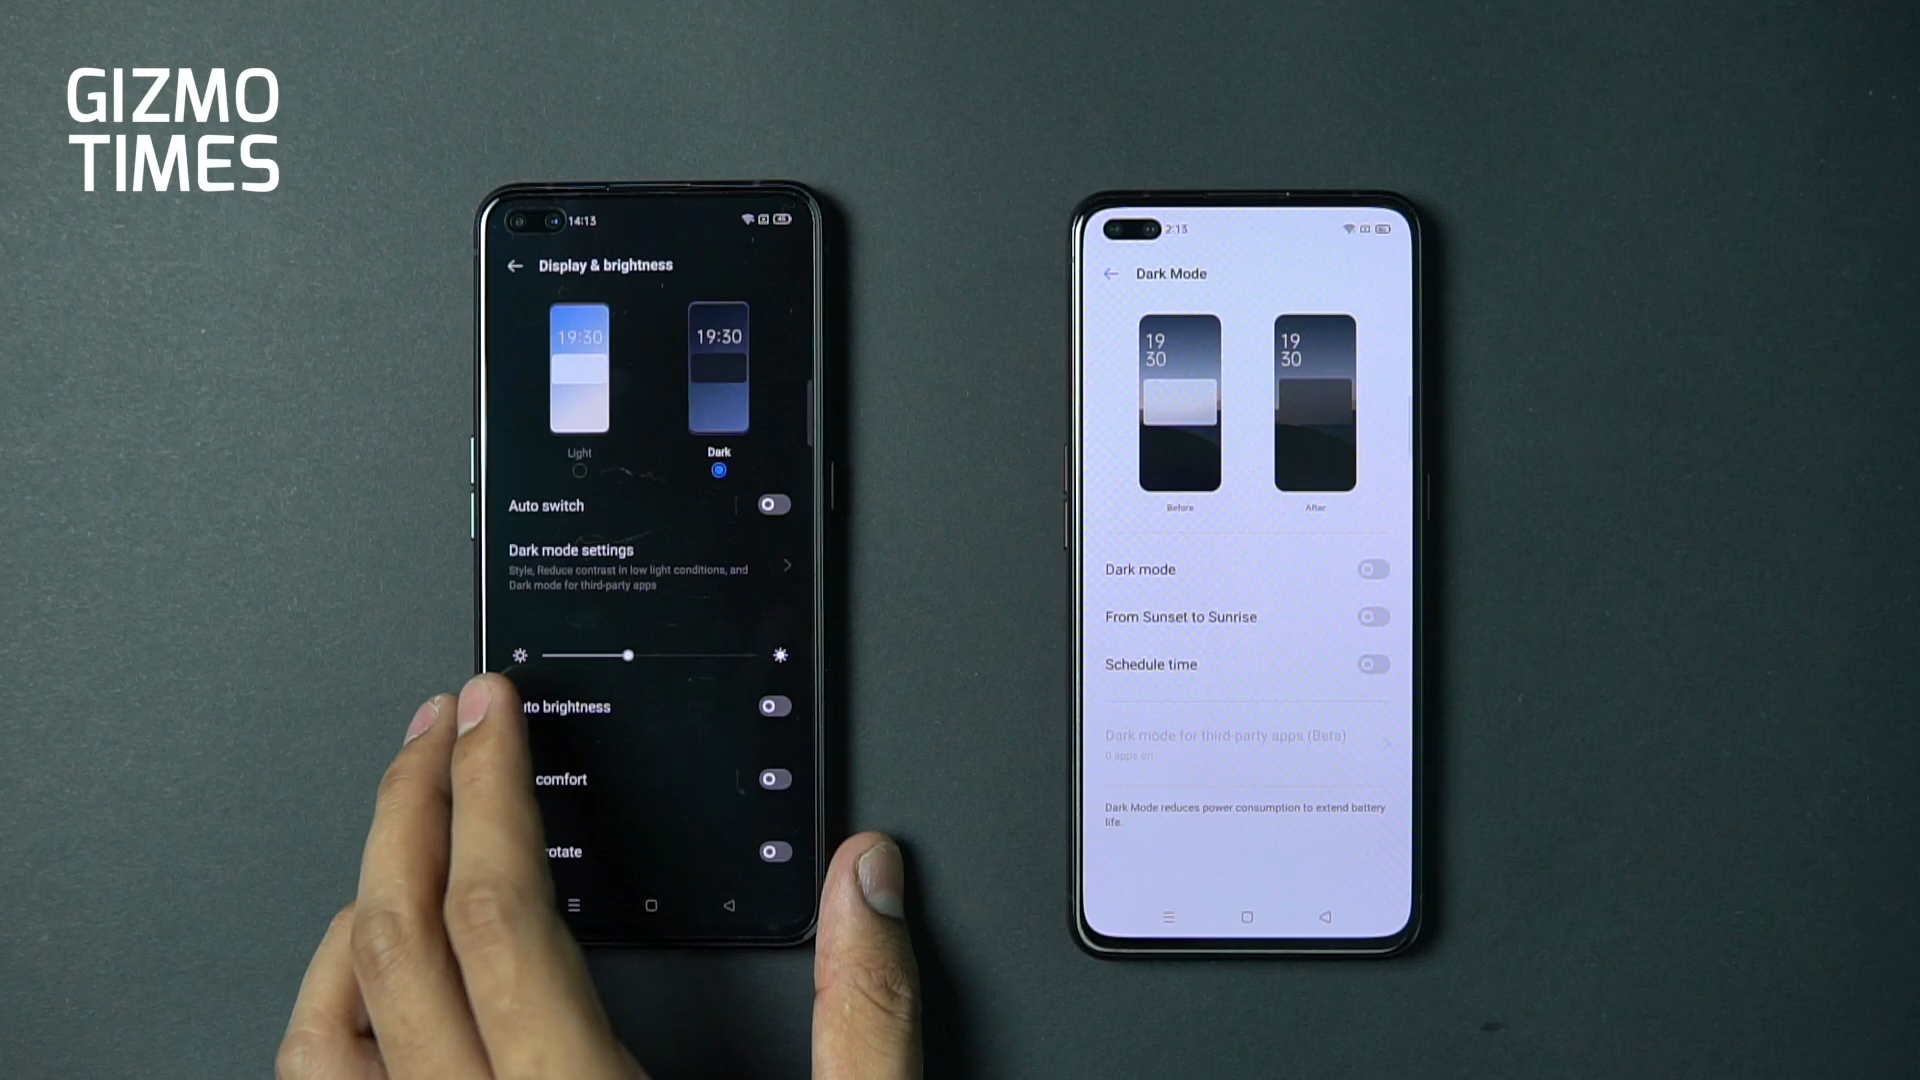 GIZMO
TIMES
14:13
Display & brightness
19:30
19:30
Light
Dark
Auto switch
Dark mode settings
Style, Reduce contrast in low light conditions, and
Dark mode for third-party apps
uto brightness
comfort
rotate
2:13
Dark Mode
19
30
19
30
Before
After
Dark mode
From Sunset to Sunrise
Schedule time
Dark mode for third-party apps (Beta)
0 apps on
Dark Mode reduces power consumption to extend battery
life.